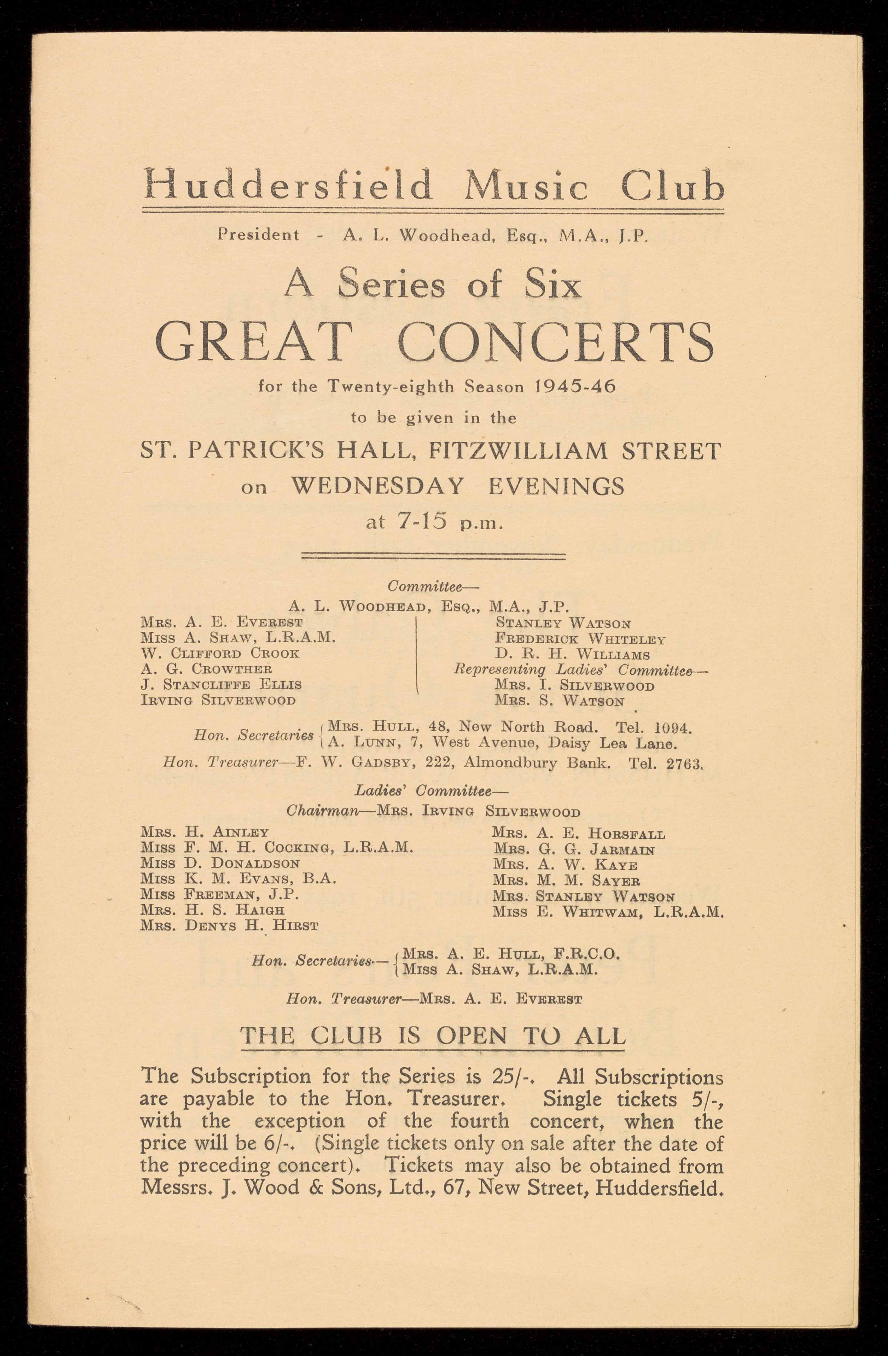 Huddersfield Music Club
President - A. L. Woodhead, Esq., M.A., J.P.
A Series of Six
GREAT CONCERTS
for the Twenty-eighth Season 1945-46
to be given in the
ST. PATRICK'S HALL, FITZWILLIAM STREET
on WEDNESDAY EVENINGS
at 7-15 p.m.
Committee—
A. L. Woodhead, Esq., M.A., J.P.
Mrs. A. E. Everest
Miss A. Shaw, L.R.A.M.
W. Clifford Crook
A. G. Crowther
J. Stancliffe Ellis
Irving Silverwood
Stanley Watson
Frederick Whiteley
D. R. H. Williams
Representing Ladies' Committee—
Mrs. I. Silverwood
Mrs. S. Watson
Hon. Secretaries { Mrs. Hull, 48, New North Road. Tel. 1094.
A. Lunn, 7, West Avenue, Daisy Lea Lane.
Hon. Treasurer—F. W. Gadsby, 222, Almondbury Bank. Tel. 2763.
Ladies' Committee—
Chairman—Mrs. Irving Silverwood
Mrs. H. Ainley
Miss F. M. H. Cocking, L.R.A.M.
Miss D. Donaldson
Miss K. M. Evans, B.A.
Miss Freeman, J.P.
Mrs. H. S. Haigh
Mrs. Denys H. Hirst
Mrs. A. E. Horsfall
Mrs. G. G. Jarmain
Mrs. A. W. Kaye
Mrs. M. M. Sayer
Mrs. Stanley Watson
Miss E. Whitwam, L.R.A.M.
Hon. Secretaries— { Mrs. A. E. Hull, F.R.C.O.
Miss A. Shaw, L.R.A.M.
Hon. Treasurer—Mrs. A. E. Everest
THE CLUB IS OPEN TO ALL
The Subscription for the Series is 25/-. All Subscriptions
are payable to the Hon. Treasurer. Single tickets 5/-,
with the exception of the fourth concert, when the
price will be 6/-. (Single tickets only on sale after the date of
the preceding concert). Tickets may also be obtained from
Messrs. J. Wood & Sons, Ltd., 67, New Street, Huddersfield.